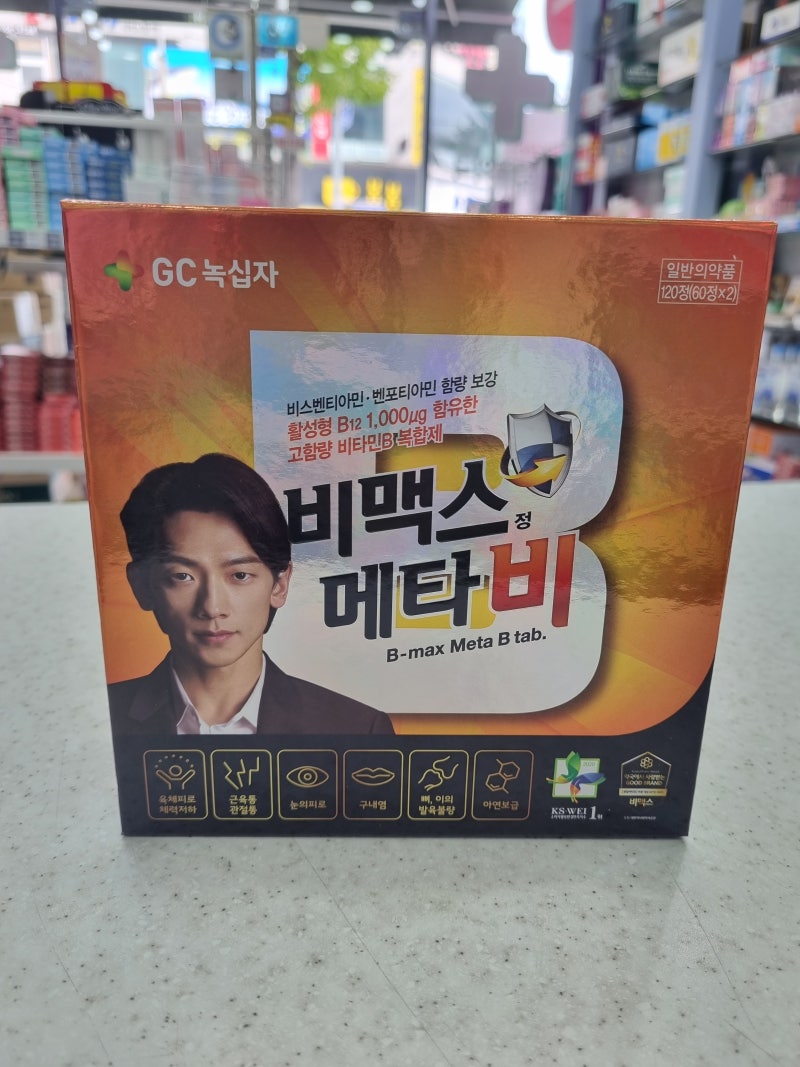 GC 녹십자
일반의약품
120정(60정×2)
비스벤티아민·벤포티아민 함량 보강
활성형 B12 1,000μg 함유한
고함량 비타민B 복합제
비맥스 정
메타비
B-max Meta B tab.
육체피로
체력저하
근육통
관절통
눈의피로
구내염
뼈, 이의
발육불량
아연보급
KS-WEI 1위
GOOD BRAND
비맥스